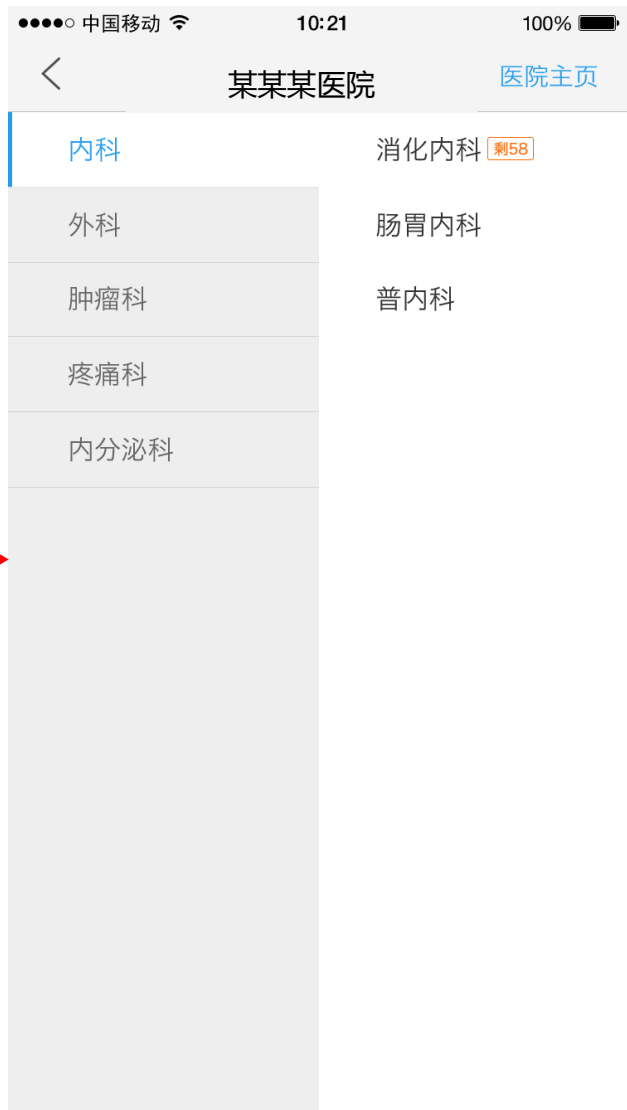 中国移动 10:21 100%
某某某医院 医院主页
内科
外科
肿瘤科
疼痛科
内分泌科
消化内科 剩58
肠胃内科
普内科